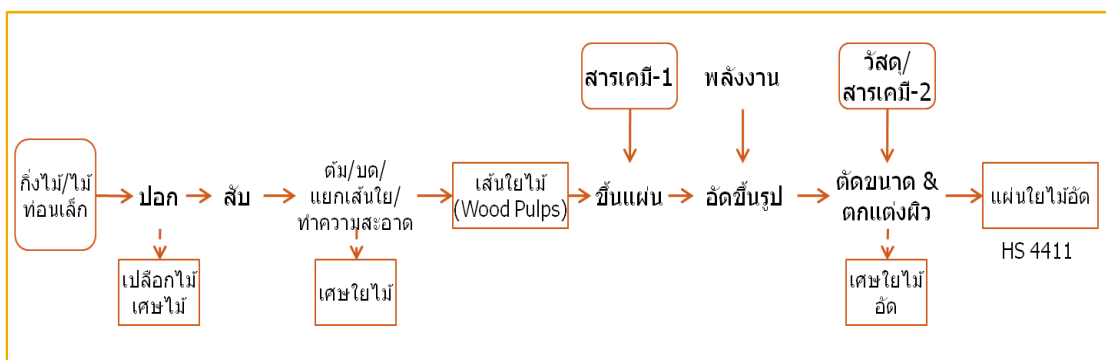 สารเคมี-1
พลังงาน
วัสดุ/
สารเคมี-2
กิ่งไม้/ไม้
ท่อนเล็ก
ปอก
สับ
ต้ม/บด/
แยกเส้นใย/
ทำความสะอาด
เส้นใยไม้
(Wood Pulps)
ขึ้นแผ่น
อัดขึ้นรูป
ตัดขนาด &
ตกแต่งผิว
แผ่นใยไม้อัด
HS 4411
เปลือกไม้
เศษไม้
เศษใยไม้
เศษใยไม้
อัด